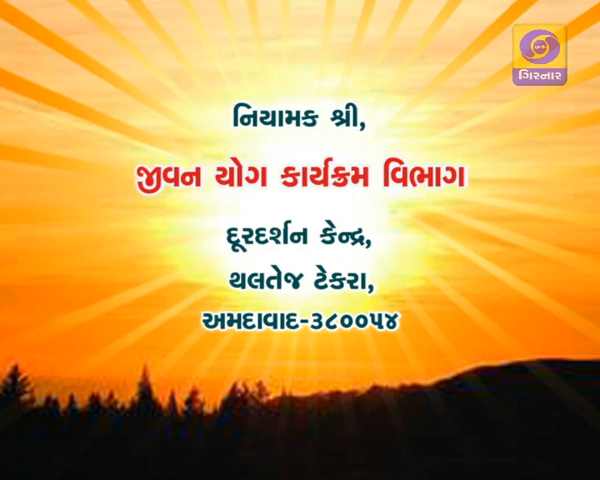 ગિરનાર
નિયામક શ્રી,
જીવન યોગ કાર્યક્રમ વિભાગ
દૂરદર્શન કેન્દ્ર,
થલતેજ ટેકરા,
અમદાવાદ-૩૮૦૦૫૪